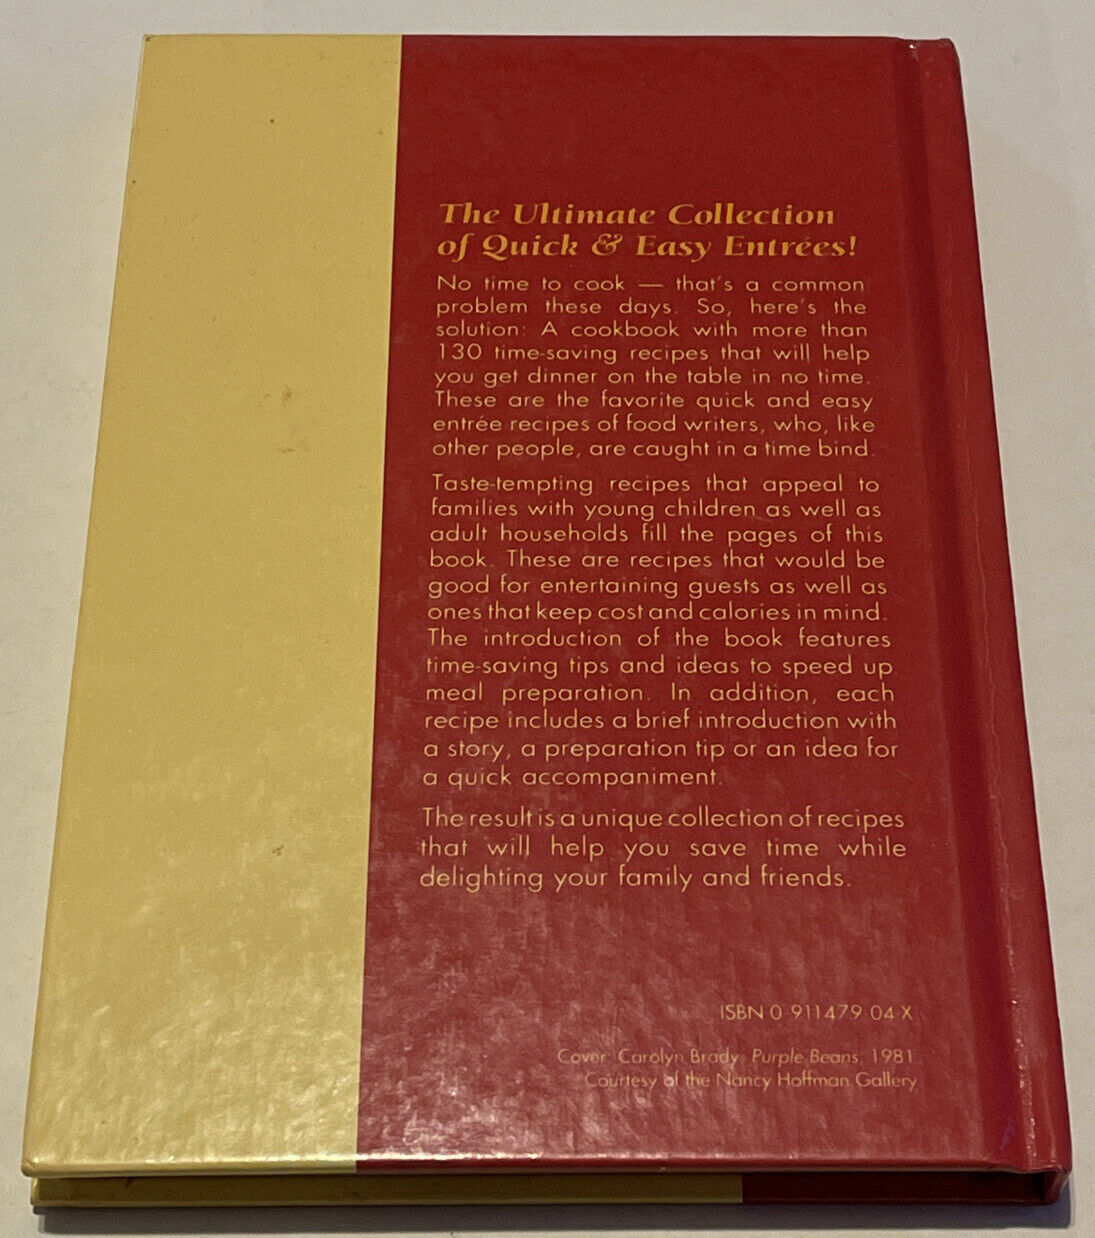 The Ultimate Collection
of Quick & Easy Entrées!
No time to cook — that's a common
problem these days. So, here's the
solution: A cookbook with more than
130 time-saving recipes that will help
you get dinner on the table in no time.
These are the favorite quick and easy
entrée recipes of food writers, who, like
other people, are caught in a time bind.
Taste-tempting recipes that appeal to
families with young children as well as
adult households fill the pages of this
book. These are recipes that would be
good for entertaining guests as well as
ones that keep cost and calories in mind.
The introduction of the book features
time-saving tips and ideas to speed up
meal preparation. In addition, each
recipe includes a brief introduction with
a story, a preparation tip or an idea for
a quick accompaniment.
The result is a unique collection of recipes
that will help you save time while
delighting your family and friends.
ISBN 0-911479-04-X
Cover: Carolyn Brady, Purple Beans, 1981
Courtesy of the Nancy Hoffman Gallery